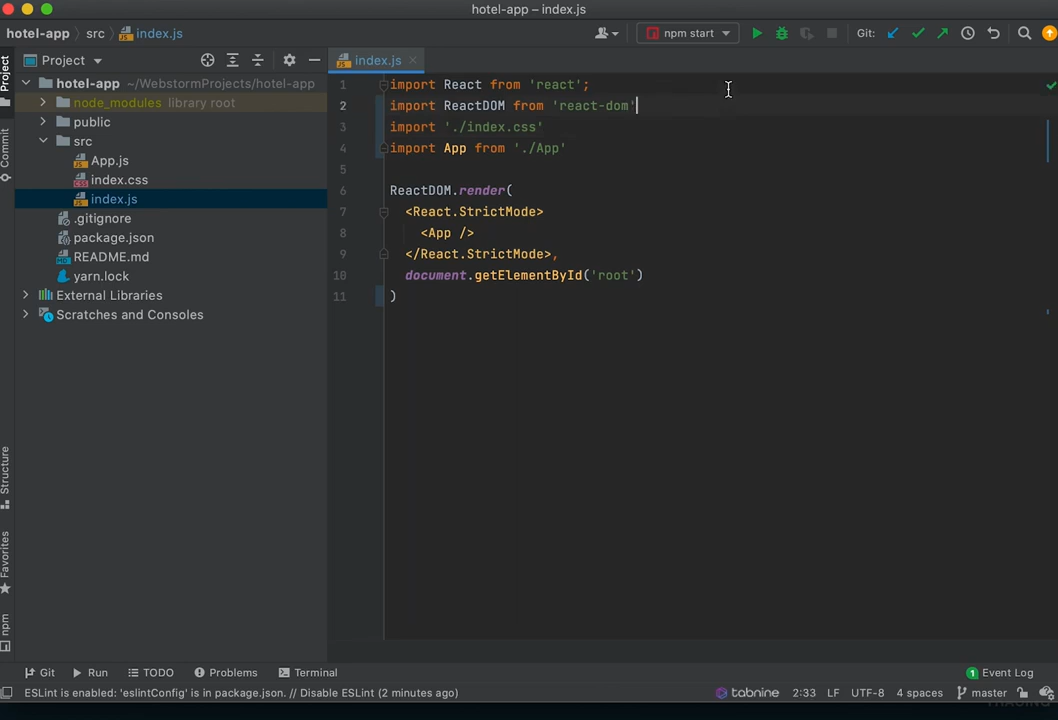 hotel-app – index.js
hotel-app src index.js
npm start Git:
Project
Project
Commit
Structure
Favorites
npm
hotel-app ~/WebstormProjects/hotel-app
node_modules library root
public
src
App.js
index.css
index.js
.gitignore
package.json
README.md
yarn.lock
External Libraries
Scratches and Consoles
index.js
1 import React from 'react';
2 import ReactDOM from 'react-dom'
3 import './index.css'
4 import App from './App'
5
6 ReactDOM.render(
7 <React.StrictMode>
8 <App />
9 </React.StrictMode>,
10 document.getElementById('root')
11 )
Git Run TODO Problems Terminal 1 Event Log
ESLint is enabled: 'eslintConfig' is in package.json. // Disable ESLint (2 minutes ago) tabnine 2:33 LF UTF-8 4 spaces master